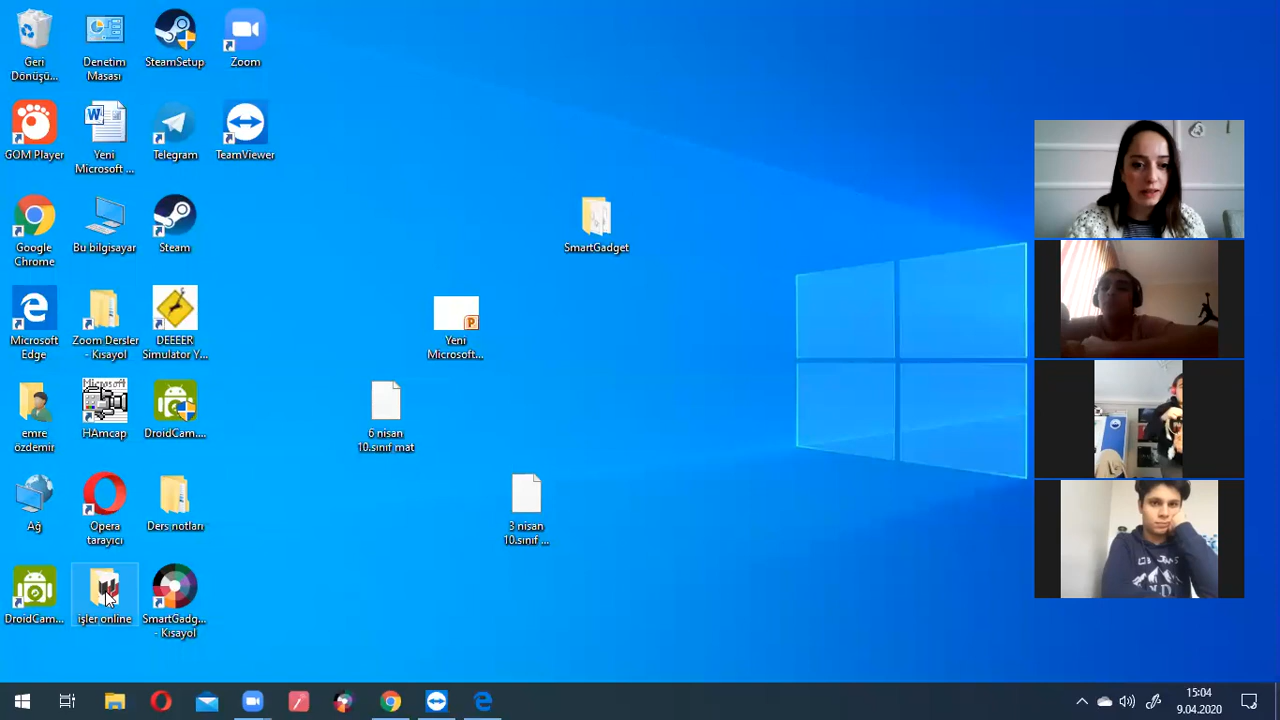 Geri
Dönüşü...
Denetim
Masası
SteamSetup
Zoom
GOM Player
Yeni
Microsoft ...
Telegram
TeamViewer
Google
Chrome
Bu bilgisayar
Steam
SmartGadget
Microsoft
Edge
Zoom Dersler
- Kısayol
DEEEER
Simulator Y...
Yeni
Microsoft...
emre
özdemir
Microsoft
HAmcap
DroidCam....
6 nisan
10.sınıf mat
Ağ
Opera
tarayıcı
Ders notları
3 nisan
10.sınıf ...
DroidCam...
işler online
SmartGadg...
- Kısayol
15:04
9.04.2020